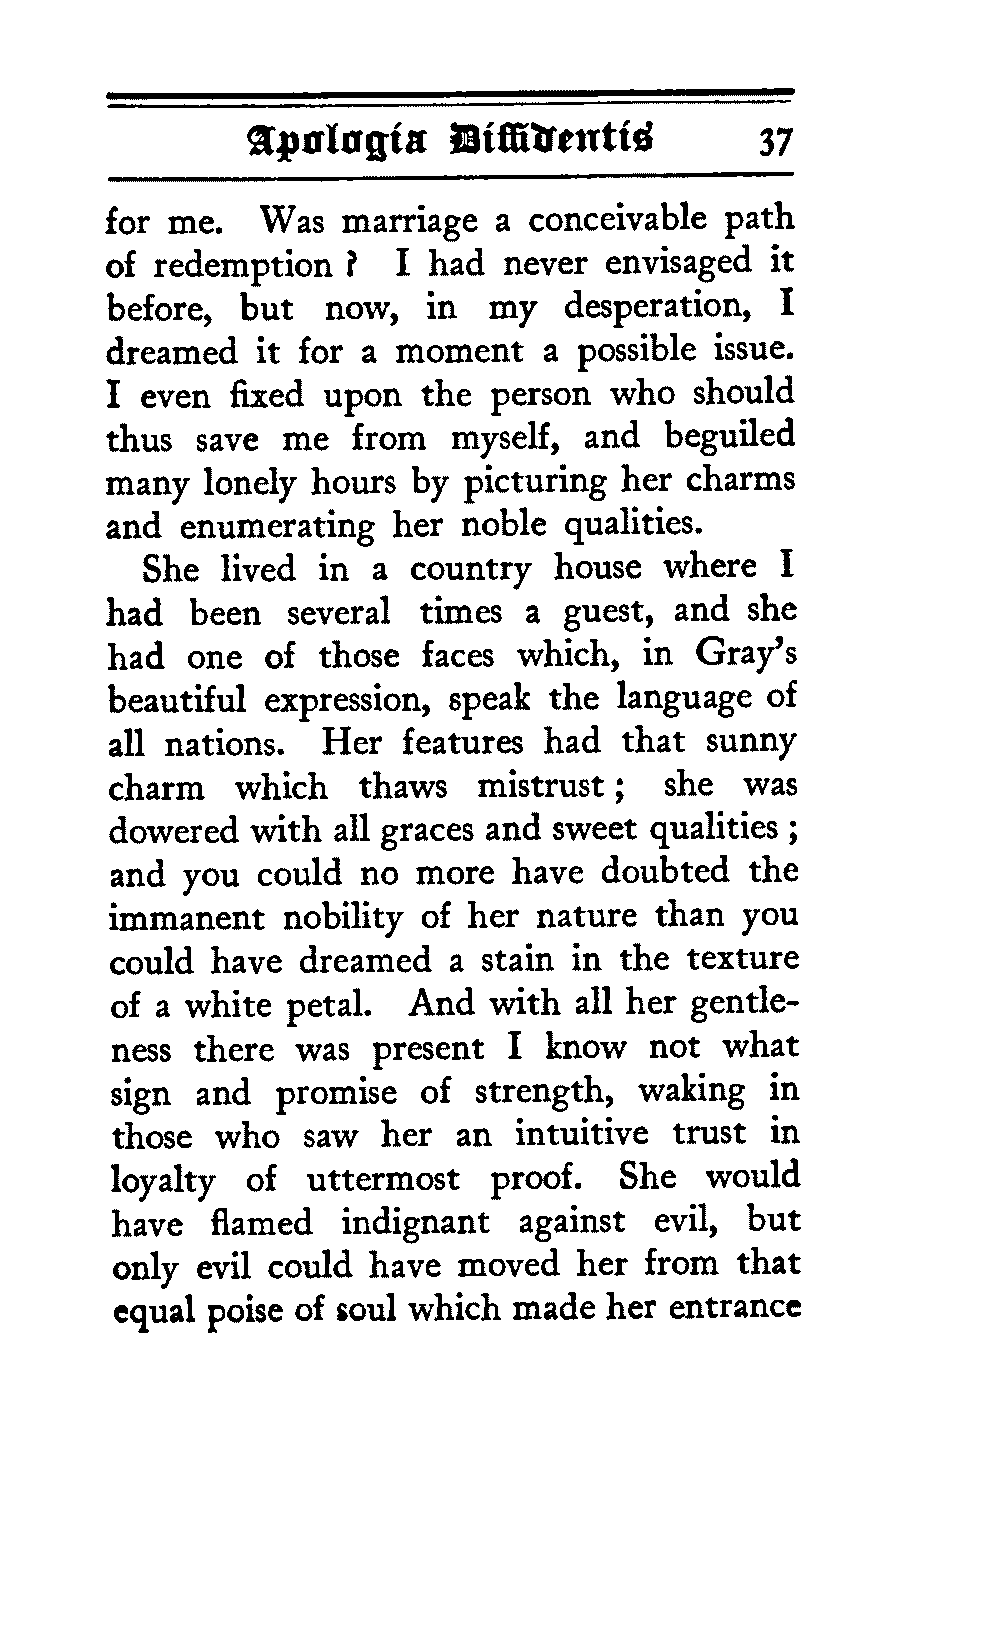 Apologia Diffidentis 37
for me. Was marriage a conceivable path
of redemption ? I had never envisaged it
before, but now, in my desperation, I
dreamed it for a moment a possible issue.
I even fixed upon the person who should
thus save me from myself, and beguiled
many lonely hours by picturing her charms
and enumerating her noble qualities.
She lived in a country house where I
had been several times a guest, and she
had one of those faces which, in Gray's
beautiful expression, speak the language of
all nations. Her features had that sunny
charm which thaws mistrust ; she was
dowered with all graces and sweet qualities ;
and you could no more have doubted the
immanent nobility of her nature than you
could have dreamed a stain in the texture
of a white petal. And with all her gentle-
ness there was present I know not what
sign and promise of strength, waking in
those who saw her an intuitive trust in
loyalty of uttermost proof. She would
have flamed indignant against evil, but
only evil could have moved her from that
equal poise of soul which made her entrance